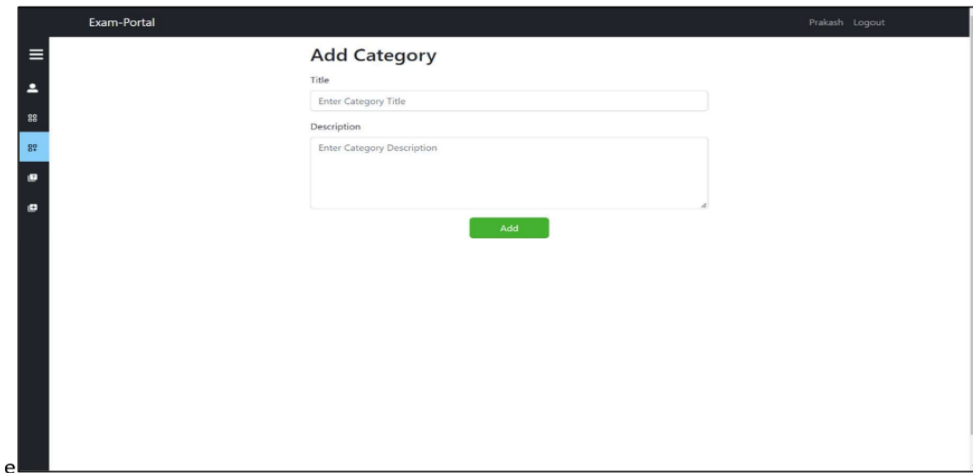 Exam-Portal Prakash Logout
Add Category
Title
Enter Category Title
Description
Enter Category Description
Add
e